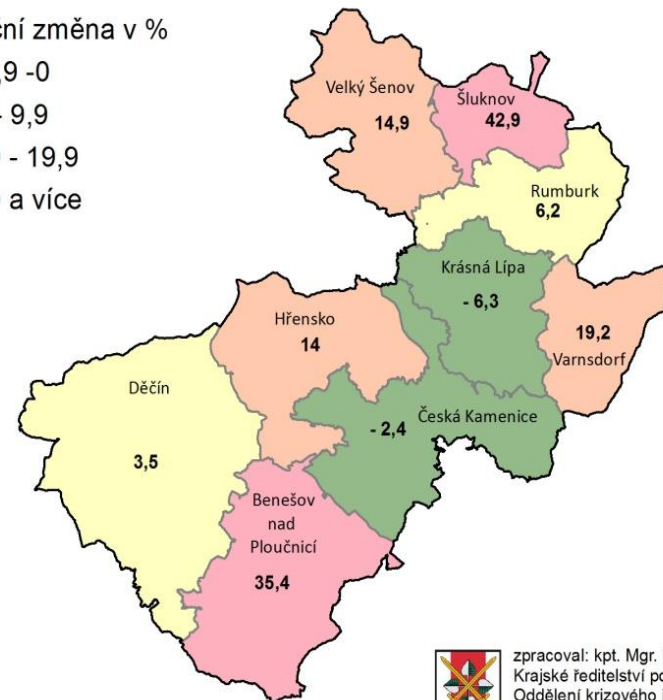 ční změna v %
,9 -0
- 9,9
- 19,9
a více
Velký Šenov
14,9
Šluknov
42,9
Rumburk
6,2
Krásná Lípa
- 6,3
19,2
Varnsdorf
Hřensko
14
Děčín
3,5
Česká Kamenice
- 2,4
Benešov
nad
Ploučnicí
35,4
zpracoval: kpt. Mgr.
Krajské ředitelství po
Oddělení krizového